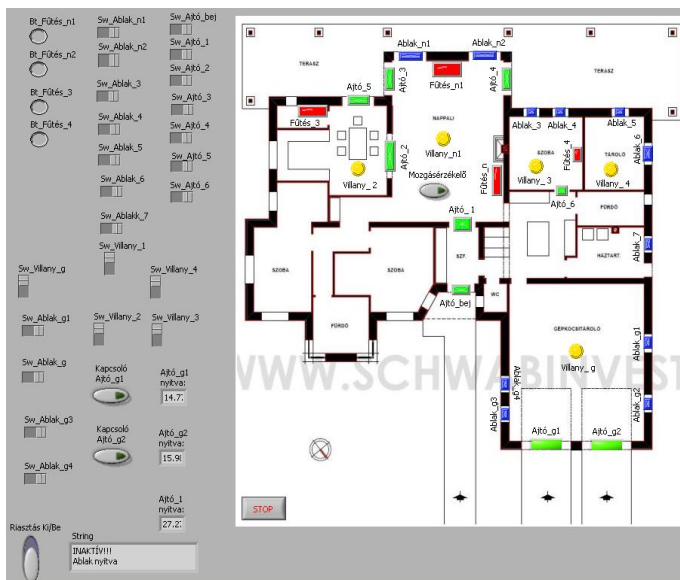 Bt_Fűtés_n1
Bt_Fűtés_n2
Bt_Fűtés_3
Bt_Fűtés_4
Sw_Ablak_n1
Sw_Ablak_n2
Sw_Ablak_3
Sw_Ablak_4
Sw_Ablak_5
Sw_Ablak_6
Sw_Ablakk_7
Sw_Ajtó_bej
Sw_Ajtó_1
Sw_Ajtó_2
Sw_Ajtó_3
Sw_Ajtó_4
Sw_Ajtó_5
Sw_Ajtó_6
Sw_Villany_1
Sw_Villany_g
Sw_Villany_4
Sw_Villany_2
Sw_Villany_3
Sw_Ablak_g1
Sw_Ablak_g
Sw_Ablak_g3
Sw_Ablak_g4
Kapcsoló
Ajtó_g1
Kapcsoló
Ajtó_g2
Ajtó_g1
nyitva:
14.7
Ajtó_g2
nyitva:
15.9
Ajtó_1
nyitva:
27.2
Riasztás Ki/Be
String
INAKTÍV!!!
Ablak nyitva
STOP
TERASZ
Ablak_n1
Ablak_n2
TERASZ
Ajtó_3
Ajtó_4
Ajtó_5
Fűtés_n1
Fűtés_3
NAPPALI
Villany_n1
Ajtó_2
Villany_2
Mozgásérzékelő
Fűtés_n
Ablak_3
Ablak_4
Ablak_5
Ablak_6
SZOBA
Fűtés_4
TÁROLÓ
Villany_3
Villany_4
Ajtó_6
FÜRDŐ
Ajtó_1
Ablak_7
HÁZTART.
SZOBA
SZOBA
SZF.
WC
Ajtó_bej
FÜRDŐ
GÉPKOCSITÁROLÓ
Villany_g
Ablak_g1
WWW.SCHWABINVEST
Ablak_g4
Ablak_g3
Ablak_g2
Ajtó_g1
Ajtó_g2